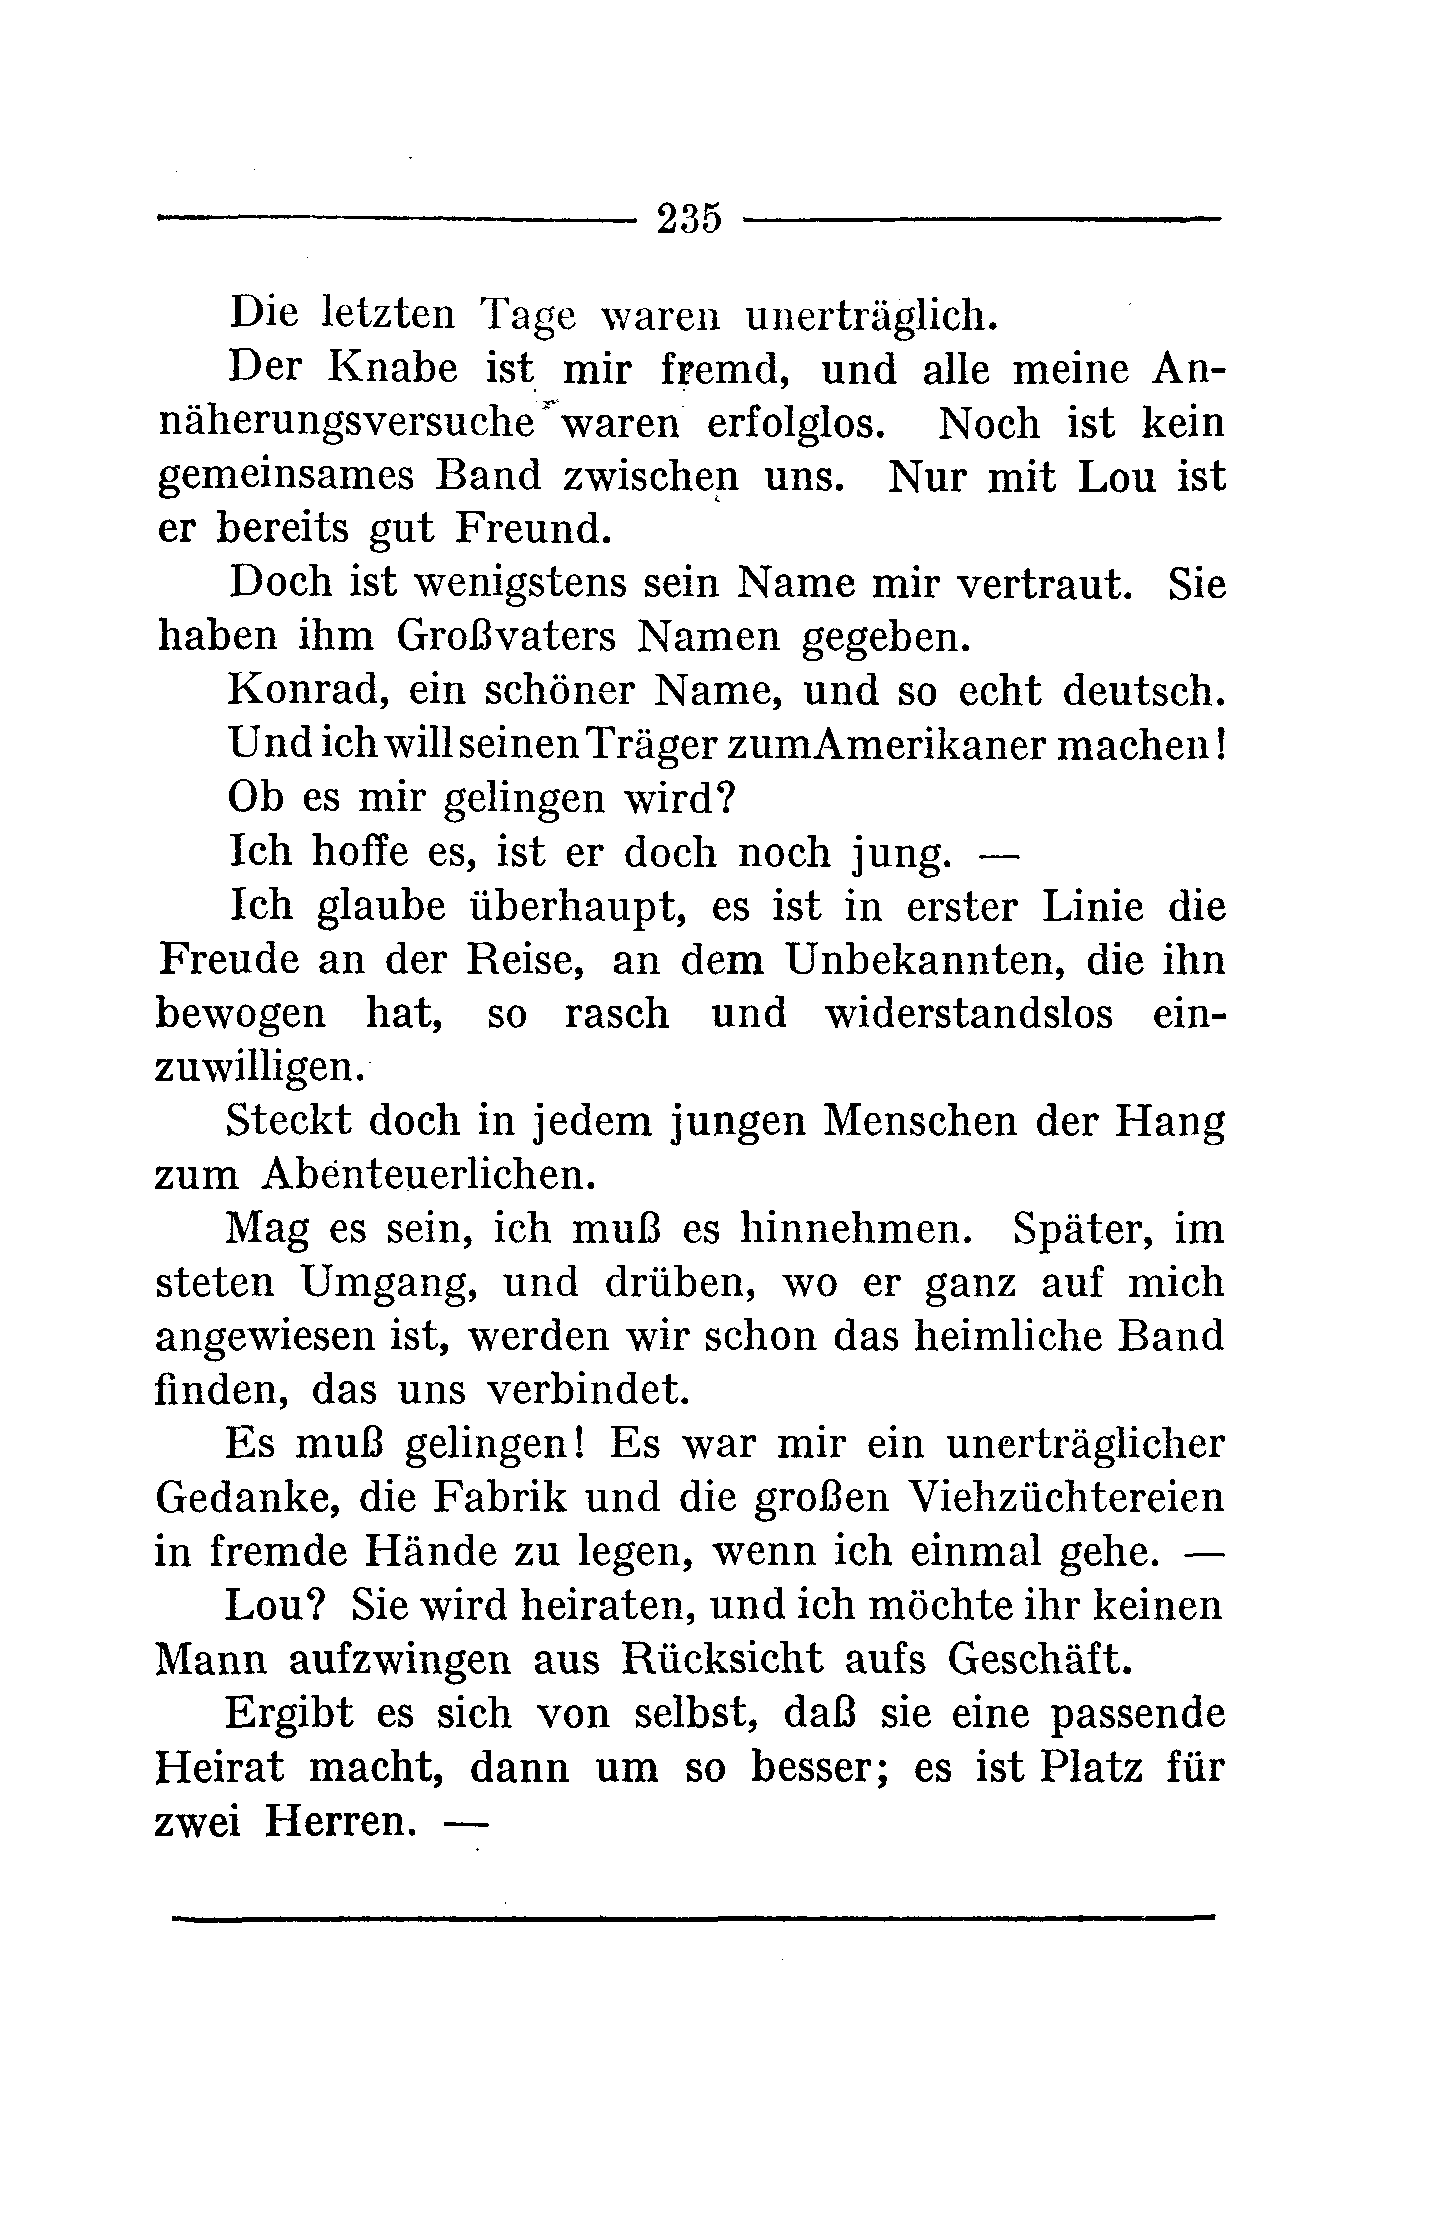 235
Die letzten Tage waren unerträglich.
Der Knabe ist mir fremd, und alle meine An-
näherungsversuche waren erfolglos. Noch ist kein
gemeinsames Band zwischen uns. Nur mit Lou ist
er bereits gut Freund.
Doch ist wenigstens sein Name mir vertraut. Sie
haben ihm Großvaters Namen gegeben.
Konrad, ein schöner Name, und so echt deutsch.
Und ich will seinen Träger zum Amerikaner machen!
Ob es mir gelingen wird?
Ich hoffe es, ist er doch noch jung. —
Ich glaube überhaupt, es ist in erster Linie die
Freude an der Reise, an dem Unbekannten, die ihn
bewogen hat, so rasch und widerstandslos ein-
zuwilligen.
Steckt doch in jedem jungen Menschen der Hang
zum Abenteuerlichen.
Mag es sein, ich muß es hinnehmen. Später, im
steten Umgang, und drüben, wo er ganz auf mich
angewiesen ist, werden wir schon das heimliche Band
finden, das uns verbindet.
Es muß gelingen! Es war mir ein unerträglicher
Gedanke, die Fabrik und die großen Viehzüchtereien
in fremde Hände zu legen, wenn ich einmal gehe. —
Lou? Sie wird heiraten, und ich möchte ihr keinen
Mann aufzwingen aus Rücksicht aufs Geschäft.
Ergibt es sich von selbst, daß sie eine passende
Heirat macht, dann um so besser; es ist Platz für
zwei Herren. —